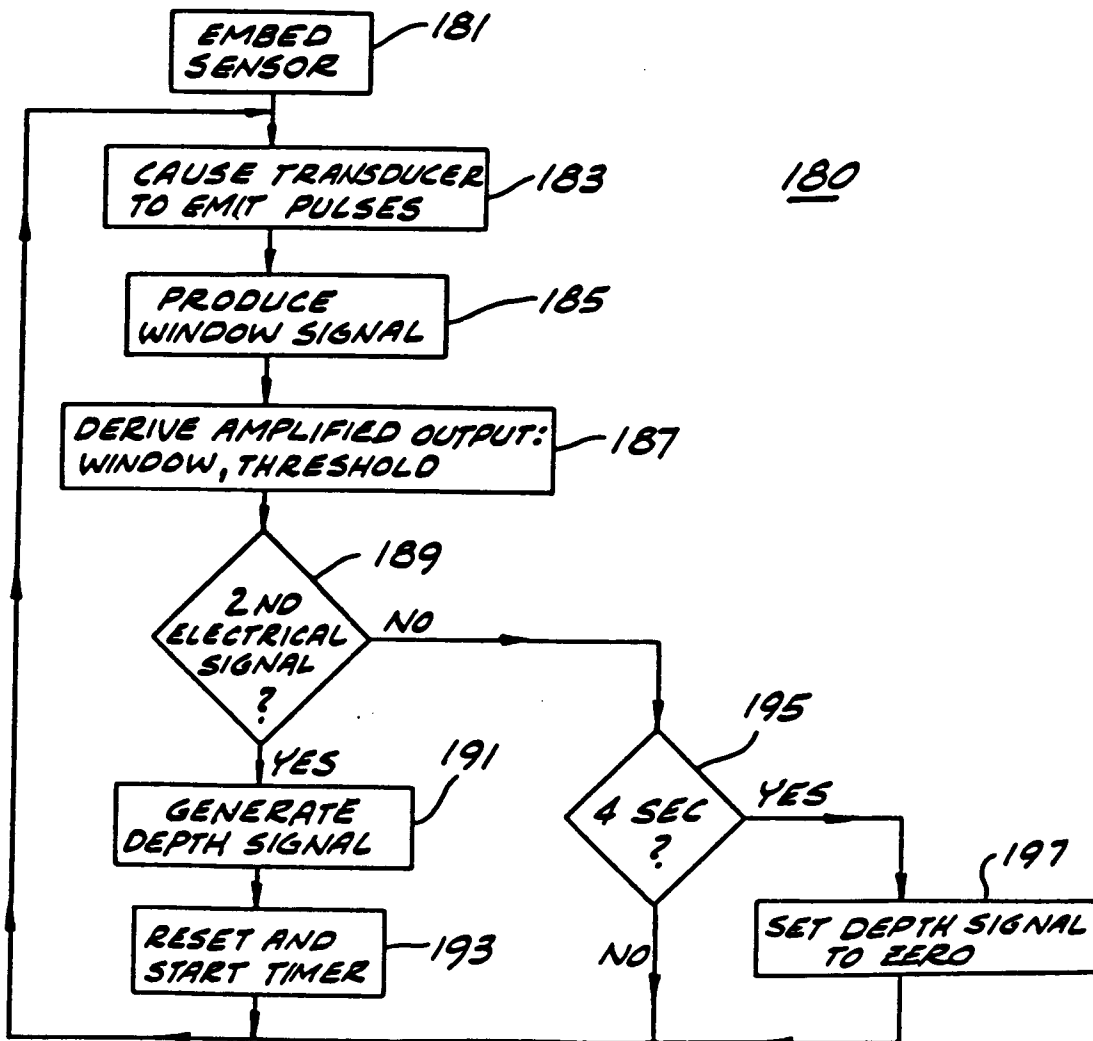 EMBED
SENSOR
181
CAUSE TRANSDUCER
TO EMIT PULSES
183
180
PRODUCE
WINDOW SIGNAL
185
DERIVE AMPLIFIED OUTPUT:
WINDOW, THRESHOLD
187
189
2ND
ELECTRICAL
SIGNAL
?
NO
YES
195
4 SEC
?
YES
NO
191
GENERATE
DEPTH SIGNAL
197
SET DEPTH SIGNAL
TO ZERO
RESET AND
START TIMER
193